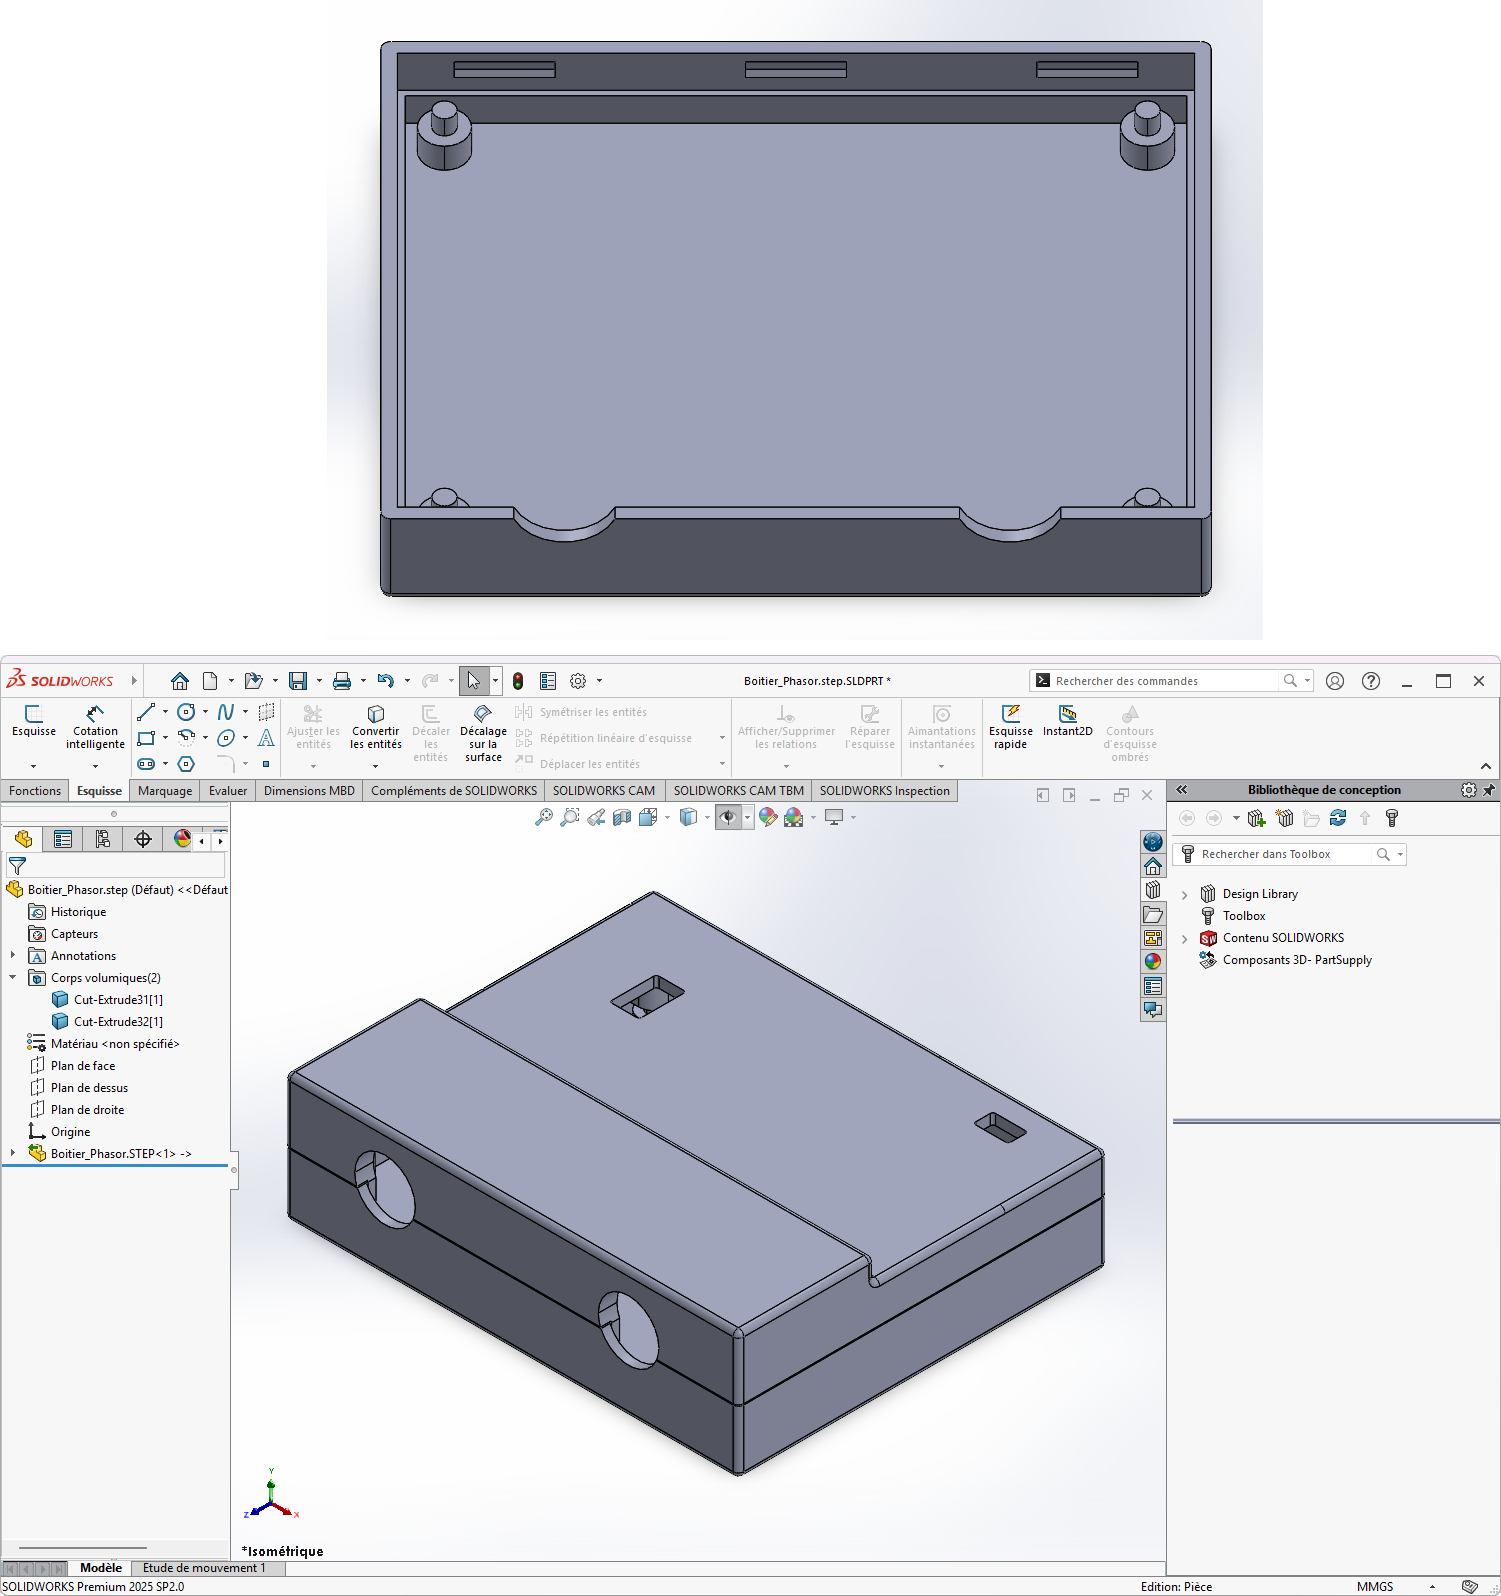 SOLIDWORKS
Boitier_Phasor.step.SLDPRT *
Rechercher des commandes
Esquisse
Cotation intelligente
Ajuster les entités
Convertir les entités
Décaler les entités
Décalage sur la surface
Symétriser les entités
Répétition linéaire d'esquisse
Déplacer les entités
Afficher/Supprimer les relations
Réparer l'esquisse
Aimantations instantanées
Esquisse rapide
Instant2D
Contours d'esquisse ombrés
Fonctions
Esquisse
Marquage
Evaluer
Dimensions MBD
Compléments de SOLIDWORKS
SOLIDWORKS CAM
SOLIDWORKS CAM TBM
SOLIDWORKS Inspection
Boitier_Phasor.step (Défaut) <<Défaut
Historique
Capteurs
Annotations
Corps volumiques(2)
Cut-Extrude31[1]
Cut-Extrude32[1]
Matériau <non spécifié>
Plan de face
Plan de dessus
Plan de droite
Origine
Boitier_Phasor.STEP<1> ->
Y
Z
X
*Isométrique
Bibliothèque de conception
Rechercher dans Toolbox
Design Library
Toolbox
Contenu SOLIDWORKS
Composants 3D- PartSupply
Modèle
Etude de mouvement 1
SOLIDWORKS Premium 2025 SP2.0
Edition: Pièce
MMGS